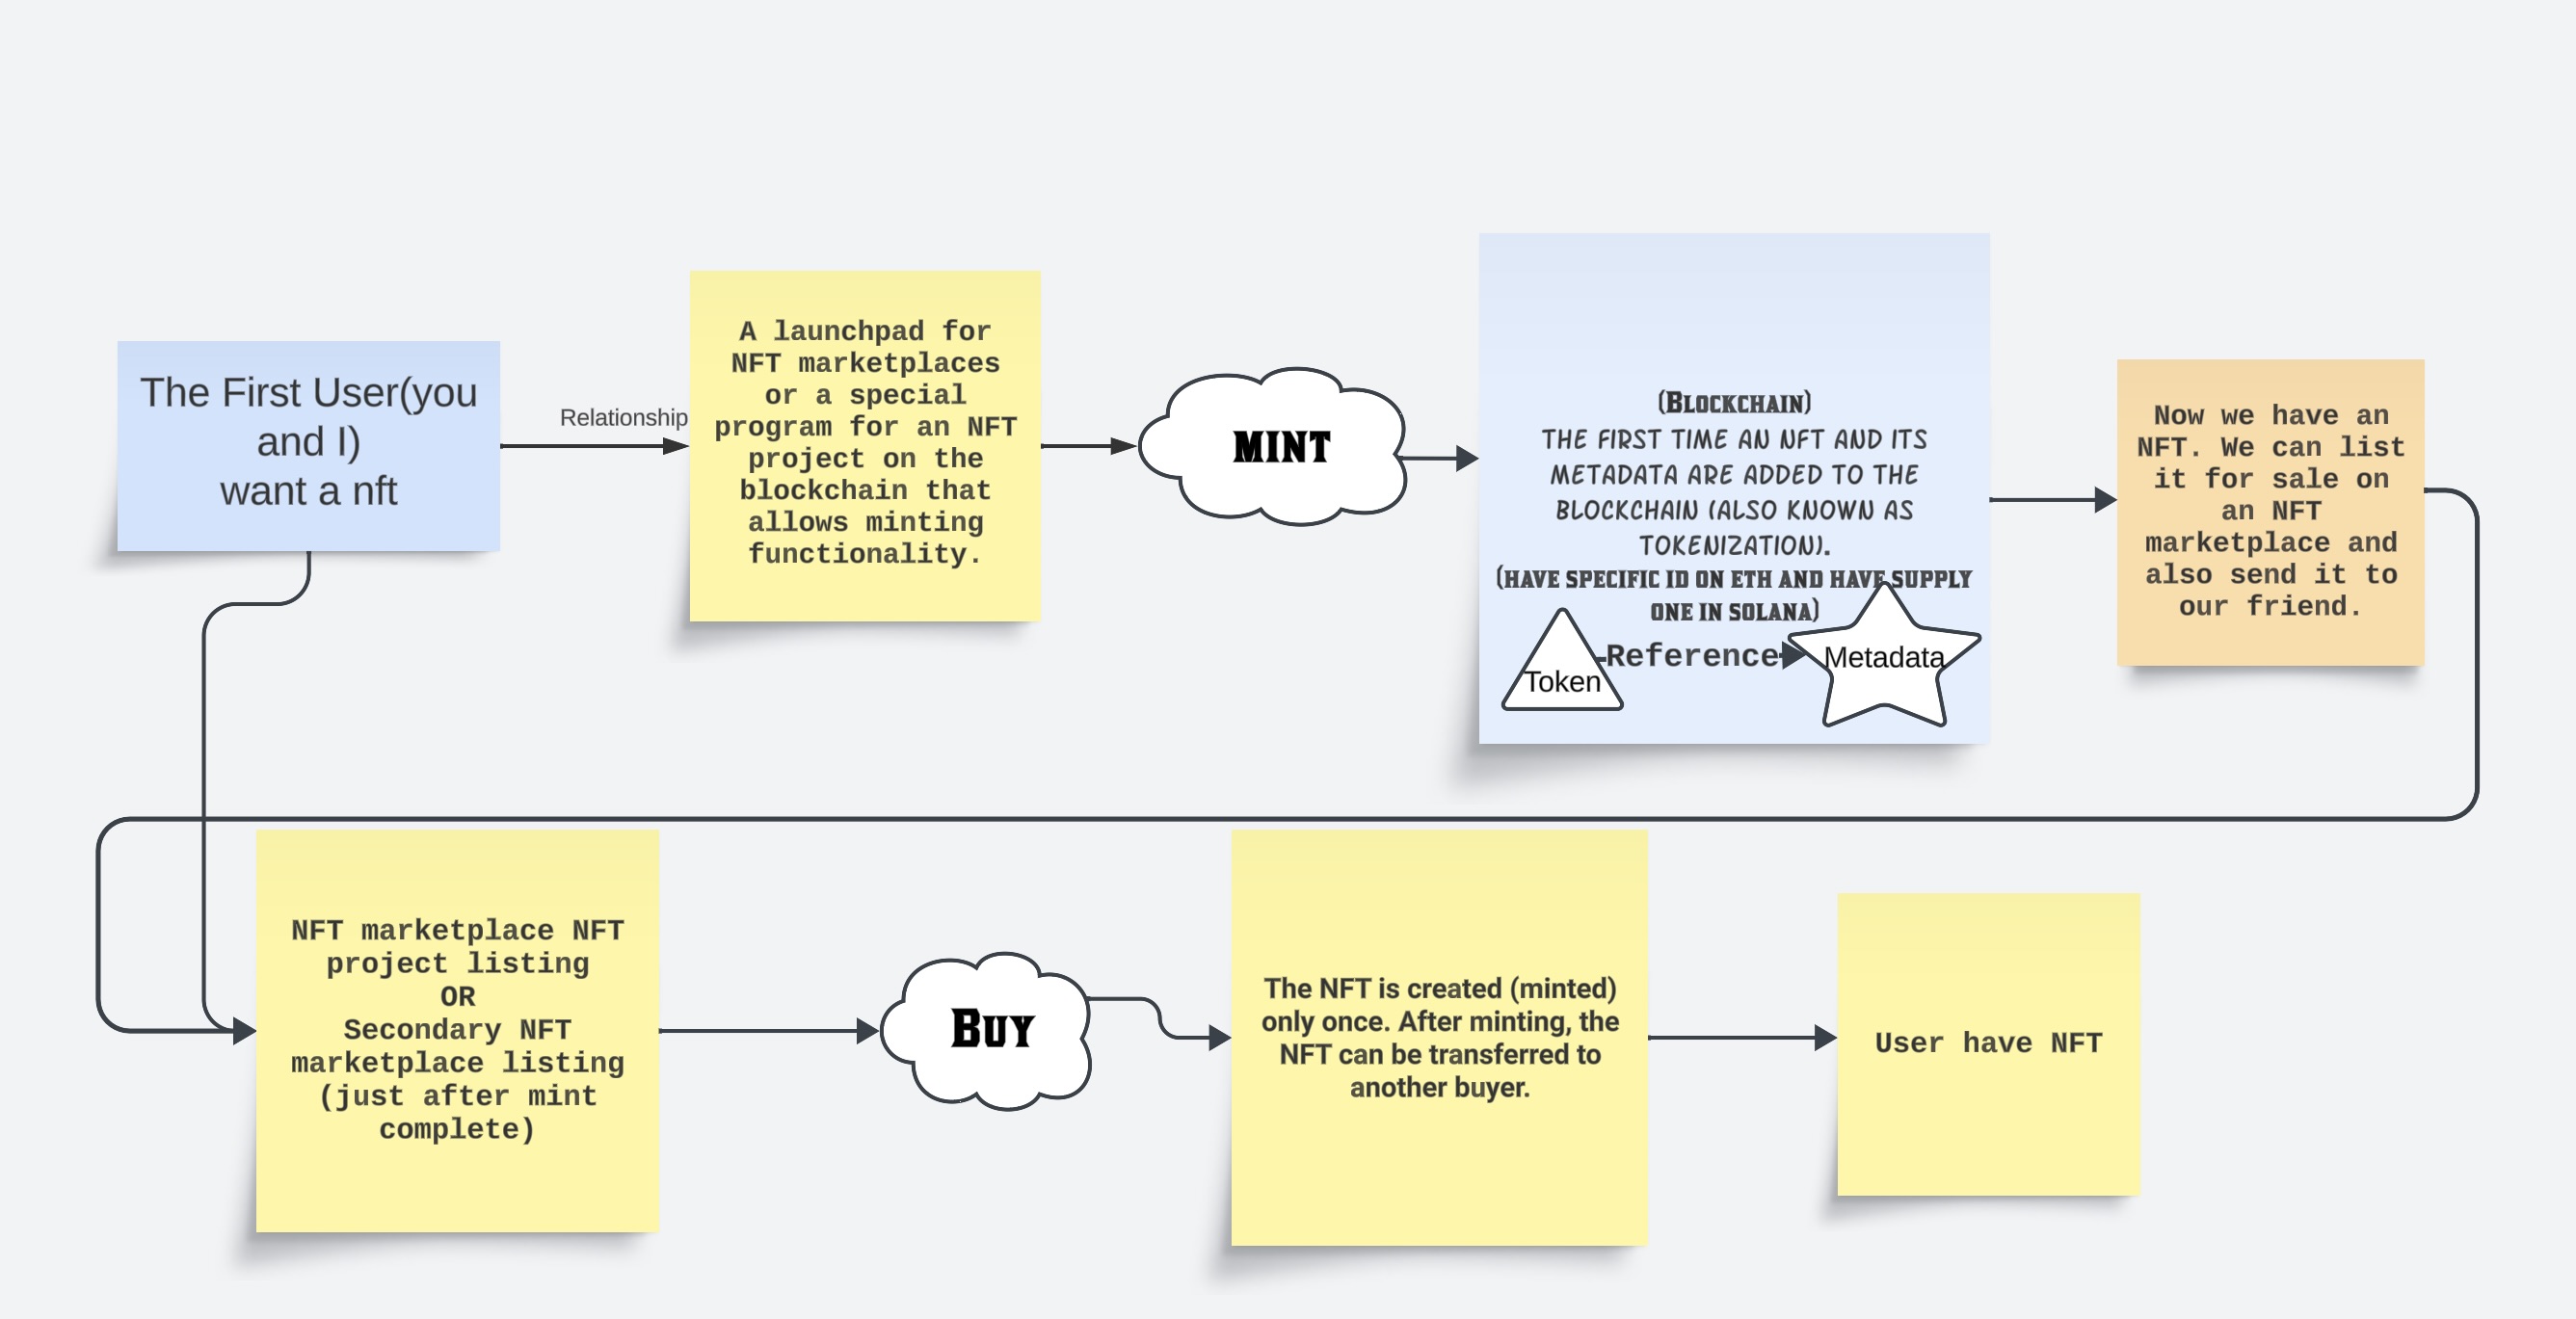 The First User(you
and I)
want a nft
Relationship
A launchpad for
NFT marketplaces
or a special
program for an NFT
project on the
blockchain that
allows minting
functionality.
MINT
(Blockchain)
THE FIRST TIME AN NFT AND ITS
METADATA ARE ADDED TO THE
BLOCKCHAIN (ALSO KNOWN AS
TOKENIZATION).
(HAVE SPECIFIC ID ON ETH AND HAVE SUPPLY
ONE IN SOLANA)
Token
Reference
Metadata
Now we have an
NFT. We can list
it for sale on
an NFT
marketplace and
also send it to
our friend.
NFT marketplace NFT
project listing
OR
Secondary NFT
marketplace listing
(just after mint
complete)
Buy
The NFT is created (minted)
only once. After minting, the
NFT can be transferred to
another buyer.
User have NFT